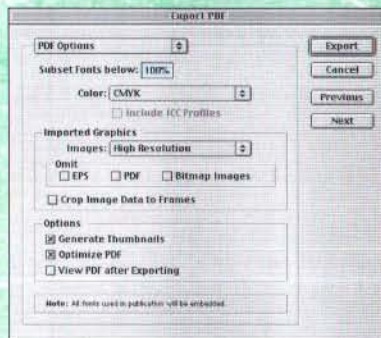 Export PDF
PDF Options
Export
Subset Fonts below: 100%
Cancel
Color: CMYK
Previous
Include ICC Profiles
Next
Imported Graphics
Images: High Resolution
Omit
EPS PDF Bitmap Images
Crop Image Data to Frames
Options
Generate Thumbnails
Optimize PDF
View PDF after Exporting
Note: All fonts used in publication will be embedded.